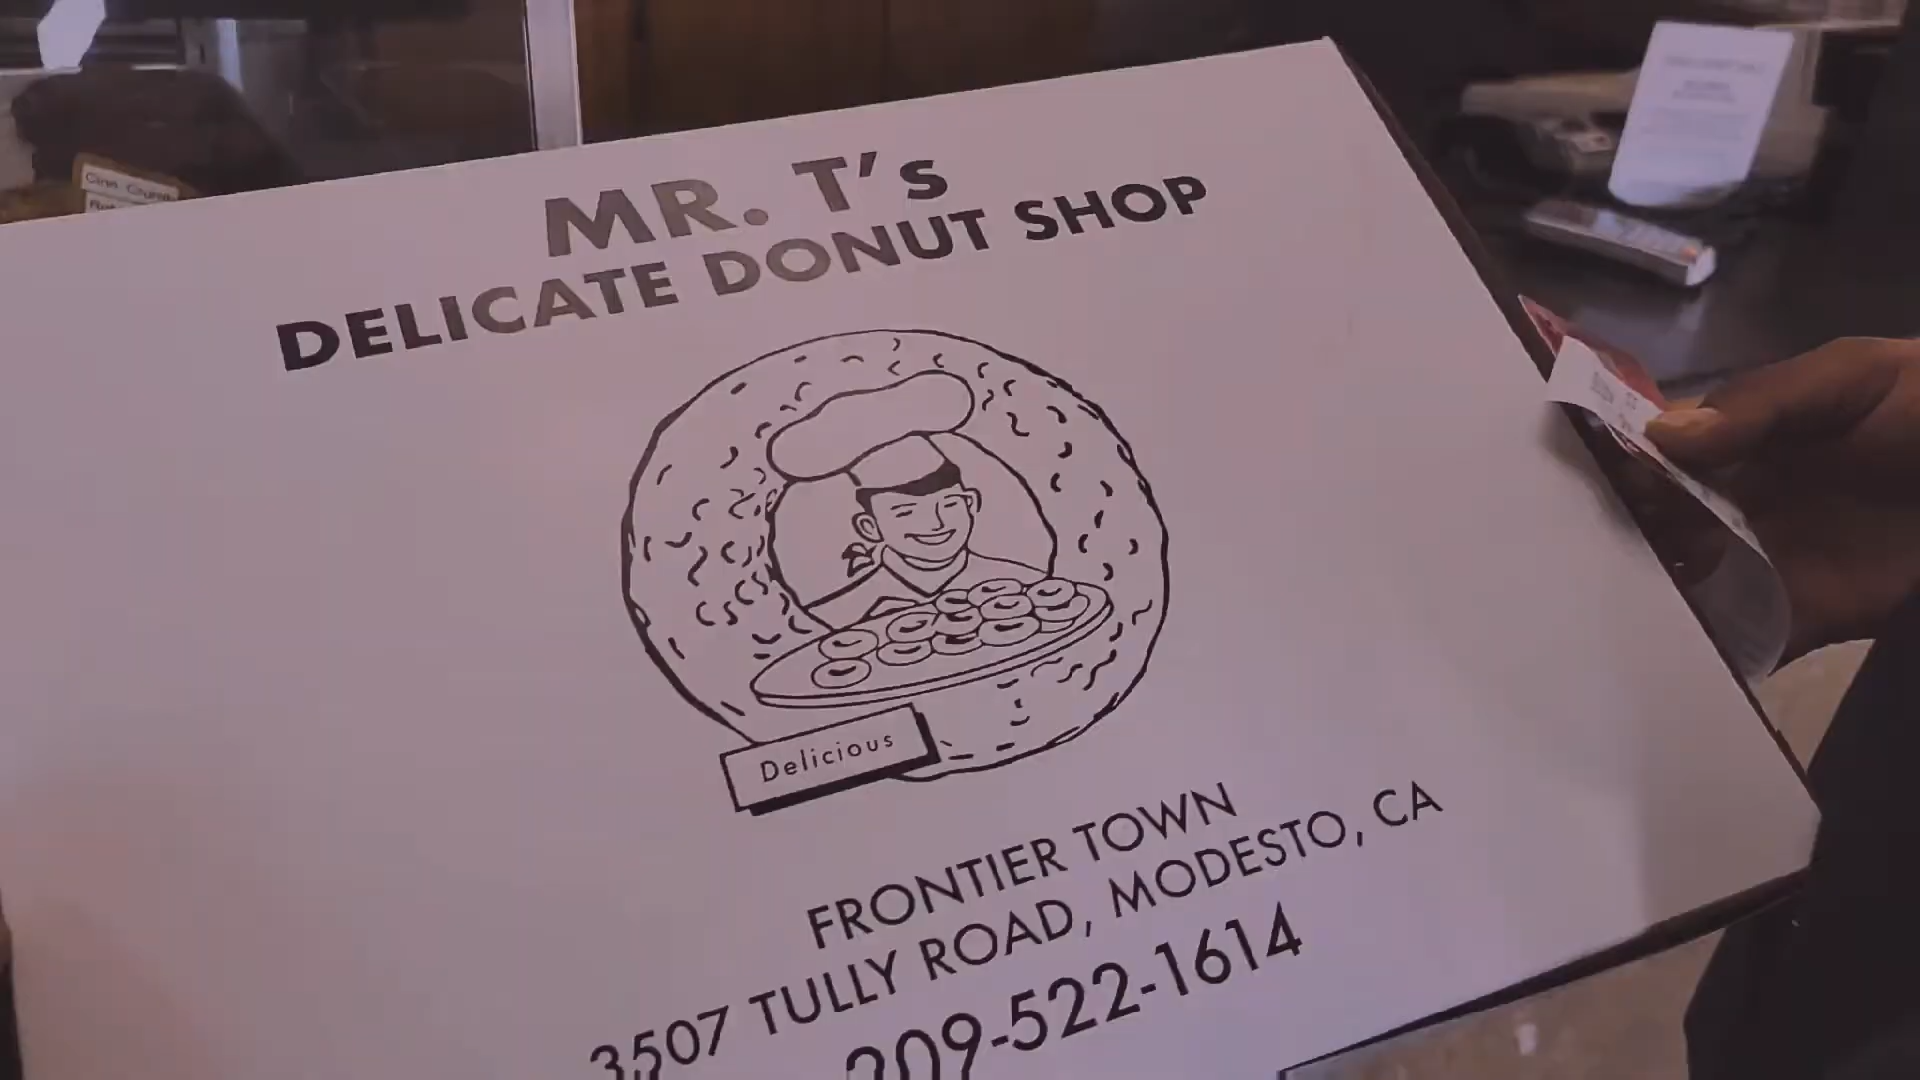 MR. T's
DELICATE DONUT SHOP
Delicious
FRONTIER TOWN
3507 TULLY ROAD, MODESTO, CA
209-522-1614